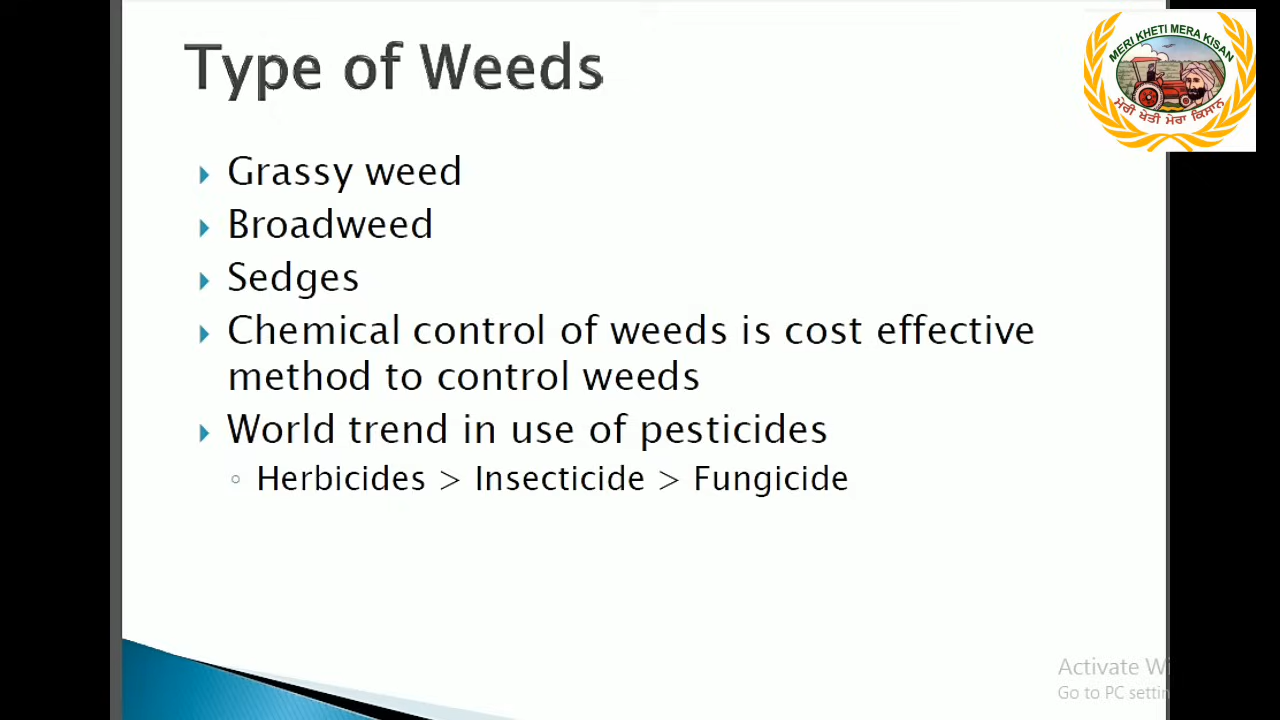 Type of Weeds
MERI KHETI MERA KISAN
ਮੇਰੀ ਖੇਤੀ ਮੇਰਾ ਕਿਸਾਨ
Grassy weed
Broadweed
Sedges
Chemical control of weeds is cost effective
method to control weeds
World trend in use of pesticides
Herbicides > Insecticide > Fungicide
Activate W
Go to PC settin